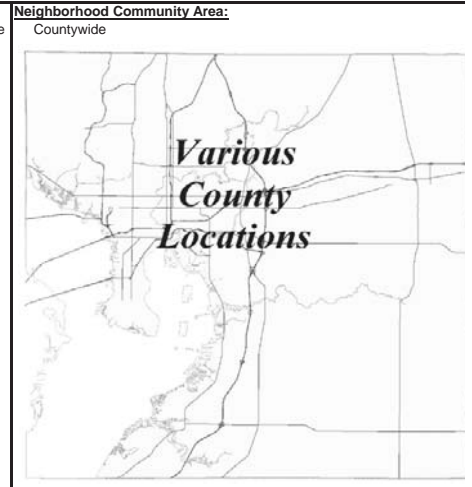 Neighborhood Community Area:
e Countywide
Various
County
Locations